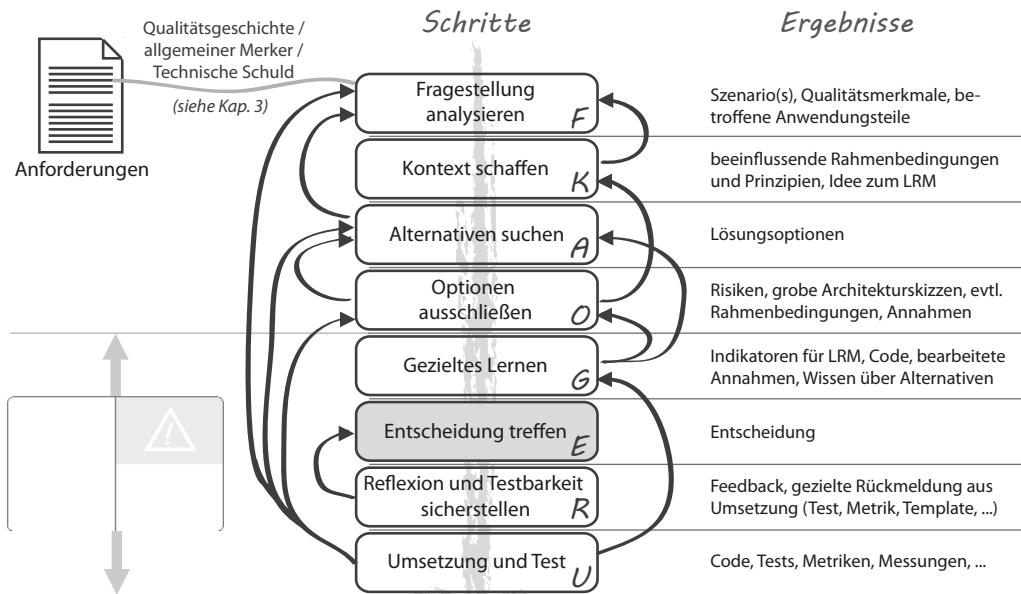 Schritte
Ergebnisse
Qualitätsgeschichte /
allgemeiner Merker /
Technische Schuld
(siehe Kap. 3)
Anforderungen
Fragestellung
analysieren
F
Szenario(s), Qualitätsmerkmale, be-
troffene Anwendungsteile
Kontext schaffen
K
beeinflussende Rahmenbedingungen
und Prinzipien, Idee zum LRM
Alternativen suchen
A
Lösungsoptionen
Optionen
ausschließen
O
Risiken, grobe Architekturskizzen, evtl.
Rahmenbedingungen, Annahmen
Gezieltes Lernen
G
Indikatoren für LRM, Code, bearbeitete
Annahmen, Wissen über Alternativen
!
Entscheidung treffen
E
Entscheidung
Reflexion und Testbarkeit
sicherstellen
R
Feedback, gezielte Rückmeldung aus
Umsetzung (Test, Metrik, Template, ...)
Umsetzung und Test
U
Code, Tests, Metriken, Messungen, ...